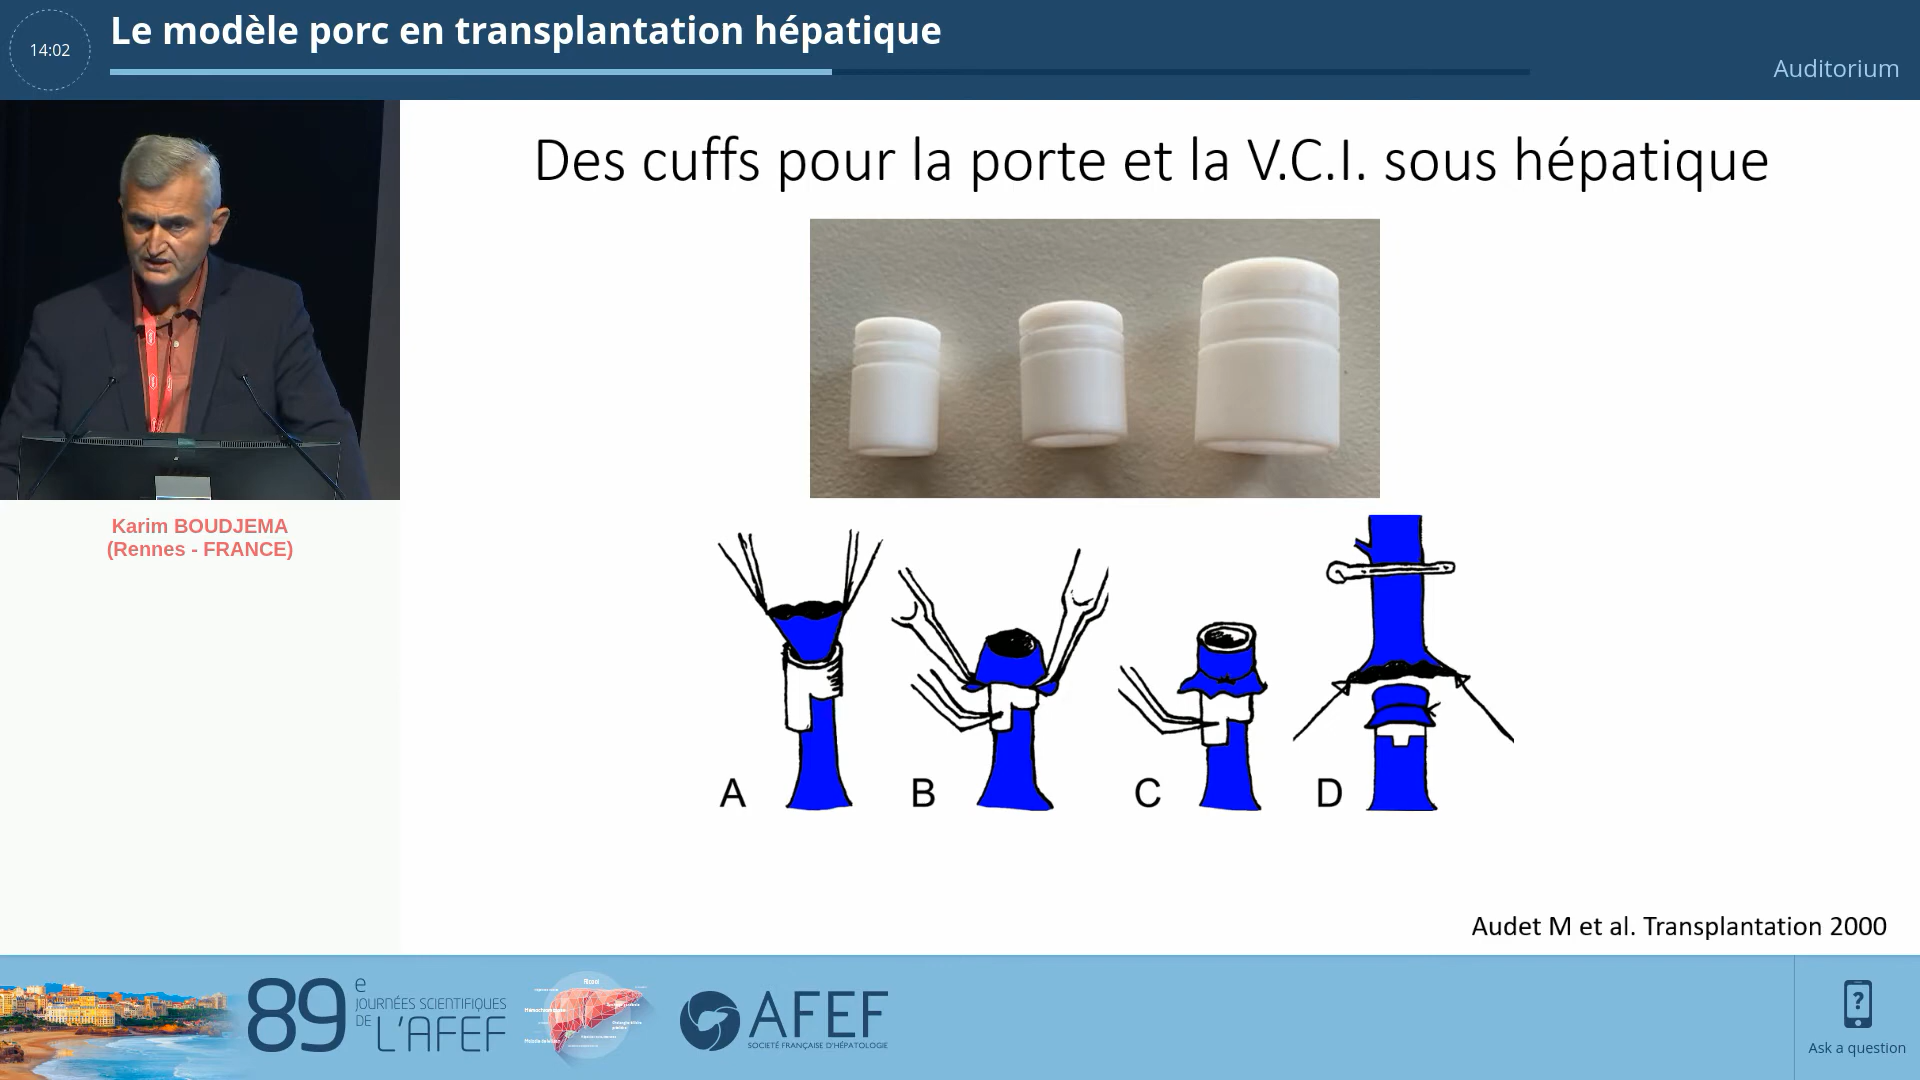 14:02
Le modèle porc en transplantation hépatique
Auditorium
Des cuffs pour la porte et la V.C.I. sous hépatique
Karim BOUDJEMA
(Rennes - FRANCE)
A B C D
Audet M et al. Transplantation 2000
89e
JOURNÉES SCIENTIFIQUES
DE L'AFEF
AFEF
SOCIÉTÉ FRANÇAISE D'HÉPATOLOGIE
?
Ask a question